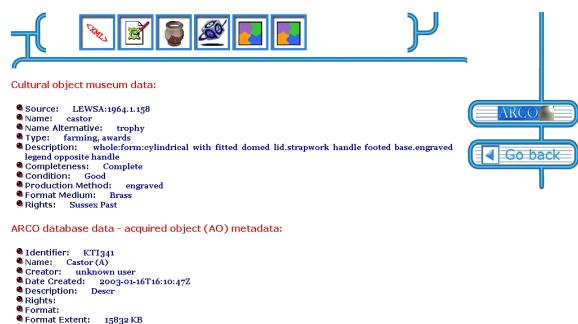 <XML>
Cultural object museum data:
Source: LEWSA:1964.1.158
Name: castor
Name Alternative: trophy
Type: farming, awards
Description: whole:form:cylindrical with fitted domed lid.strapwork handle footed base.engraved
legend opposite handle
Completeness: Complete
Condition: Good
Production Method: engraved
Format Medium: Brass
Rights: Sussex Past
ARCO
Go back
ARCO database data - acquired object (AO) metadata:
Identifier: KTI341
Name: Castor (A)
Creator: unknown user
Date Created: 2003-01-16T16:10:47Z
Description: Descr
Rights:
Format:
Format Extent: 15832 KB